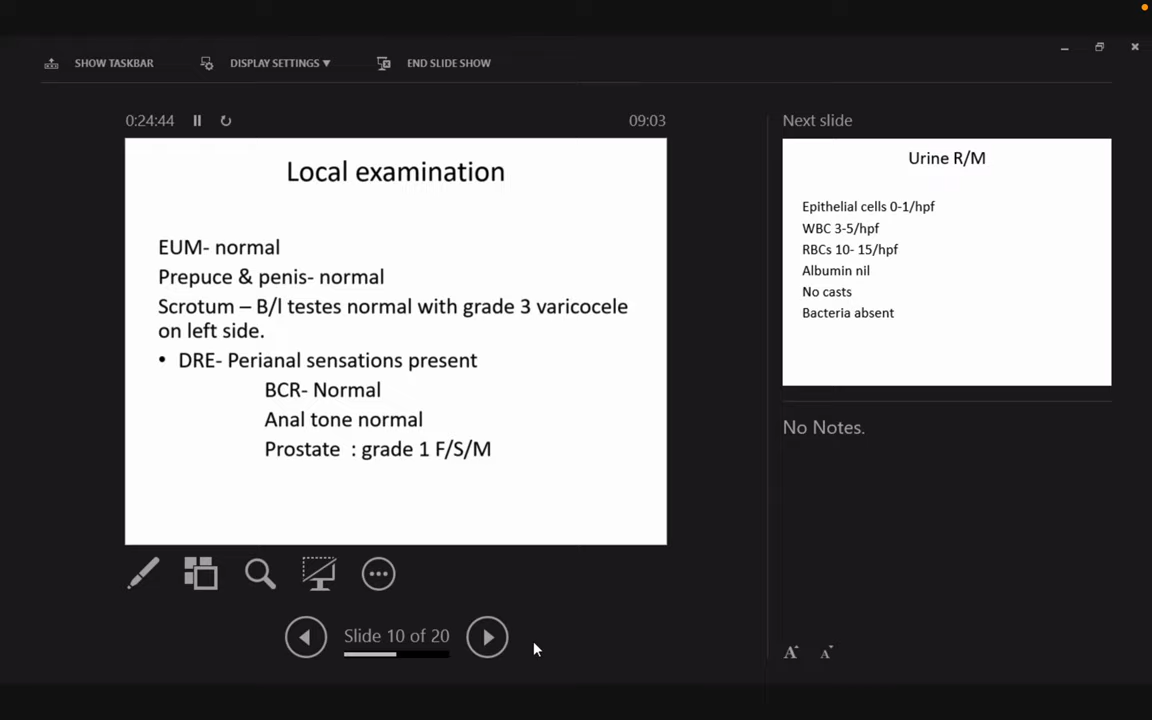 SHOW TASKBAR DISPLAY SETTINGS ▼ END SLIDE SHOW
0:24:44 09:03
Local examination
EUM- normal
Prepuce & penis- normal
Scrotum – B/l testes normal with grade 3 varicocele
on left side.
• DRE- Perianal sensations present
BCR- Normal
Anal tone normal
Prostate : grade 1 F/S/M
Slide 10 of 20
Next slide
Urine R/M
Epithelial cells 0-1/hpf
WBC 3-5/hpf
RBCs 10- 15/hpf
Albumin nil
No casts
Bacteria absent
No Notes.
A A